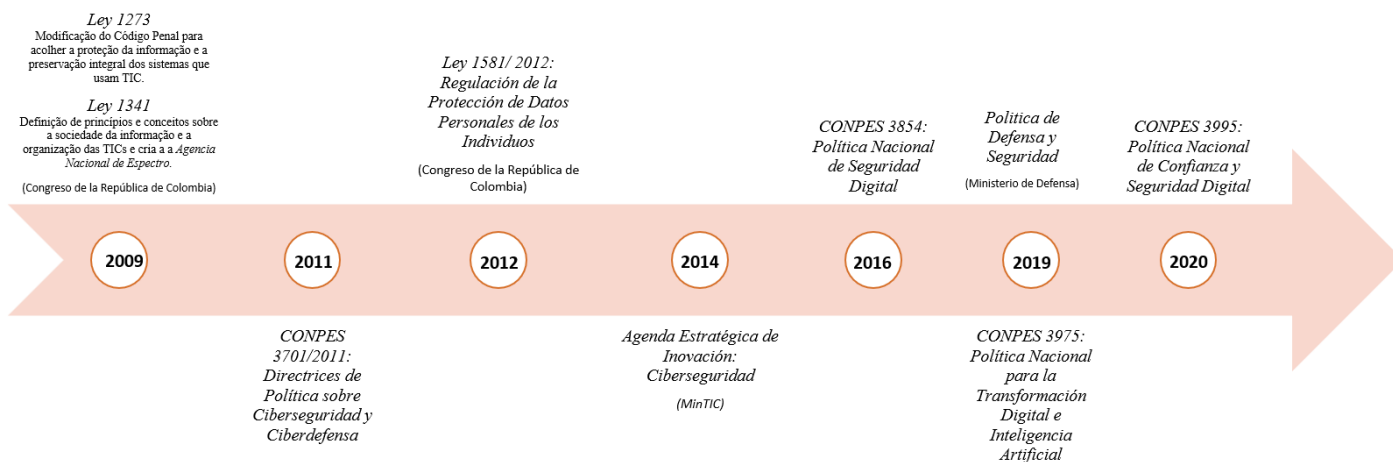 Ley 1273
Modificação do Código Penal para
acolher a proteção da informação e a
preservação integral dos sistemas que
usam TIC.
Ley 1341
Definição de princípios e conceitos sobre
a sociedade da información e a
organização das TICs e cria a a Agencia
Nacional de Espectro.
(Congreso de la República de Colombia)
Ley 1581/ 2012:
Regulación de la
Protección de Datos
Personales de los
Individuos
(Congreso de la República de
Colombia)
CONPES 3854:
Política Nacional
de Seguridad
Digital
Politica de
Defensa y
Seguridad
(Ministerio de Defensa)
CONPES 3995:
Política Nacional
de Confianza y
Seguridad Digital
2009
2011
2012
2014
2016
2019
2020
CONPES
3701/2011:
Directrices de
Política sobre
Ciberseguridad y
Ciberdefensa
Agenda Estratégica de
Inovación:
Ciberseguridad
(MinTIC)
CONPES 3975:
Política Nacional
para la
Transformación
Digital e
Inteligencia
Artificial